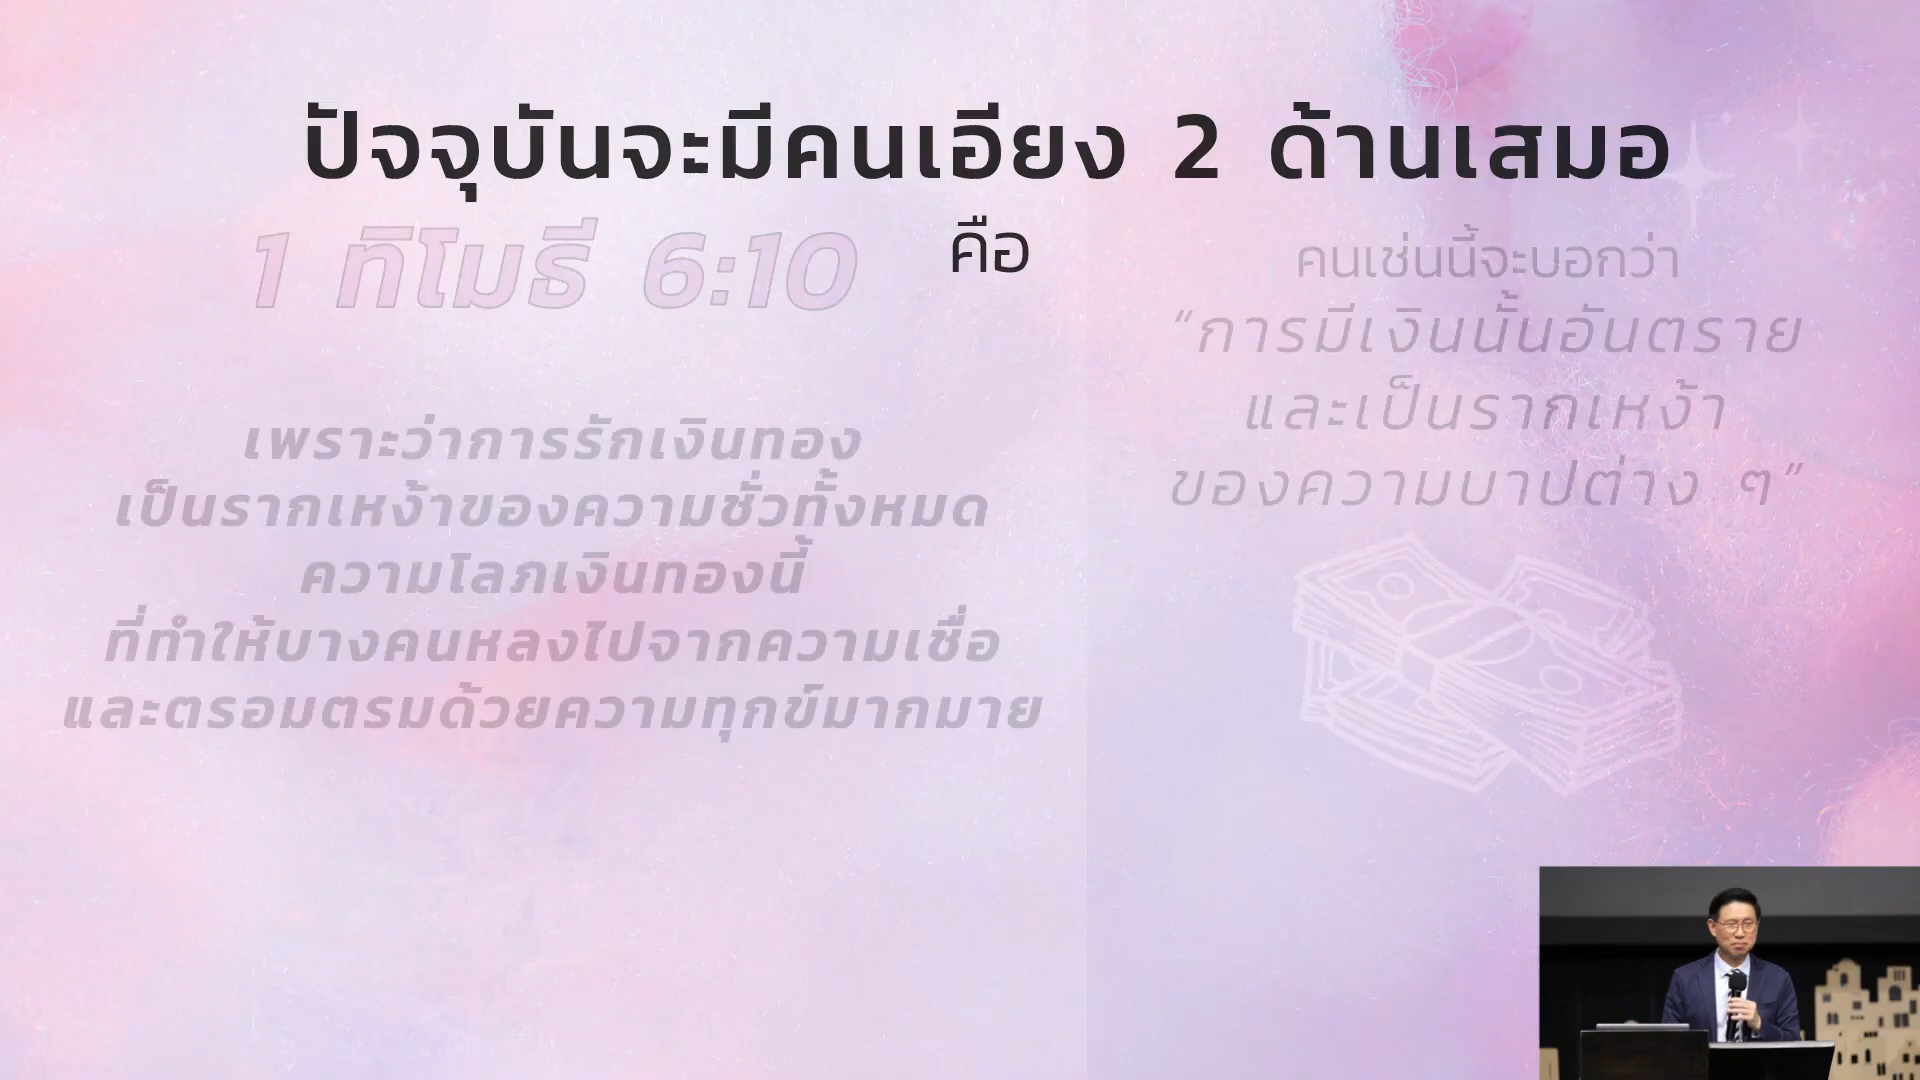 ปัจจุบันจะมีคนเอียง 2 ด้านเสมอ
คือ
1 ทิโมธี 6:10
เพราะว่าการรักเงินทอง
เป็นรากเหง้าของความชั่วทั้งหมด
ความโลภเงินทองนี้
ที่ทำให้บางคนหลงไปจากความเชื่อ
และตรอมตรมด้วยความทุกข์มากมาย
คนเช่นนี้จะบอกว่า
“การมีเงินนั้นอันตราย
และเป็นรากเหง้า
ของความบาปต่าง ๆ”